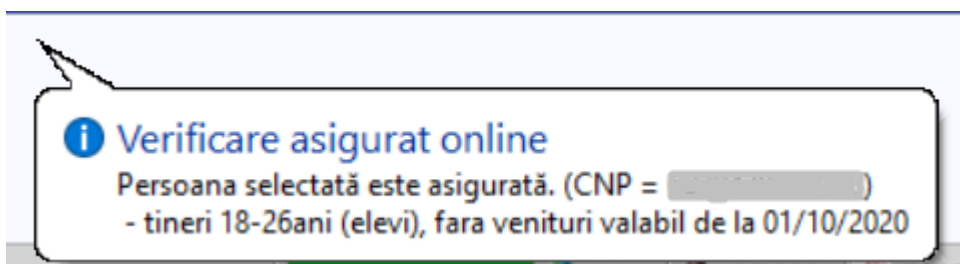 Verificare asigurat online
Persoana selectată este asigurată. (CNP = )
- tineri 18-26ani (elevi), fara venituri valabil de la 01/10/2020